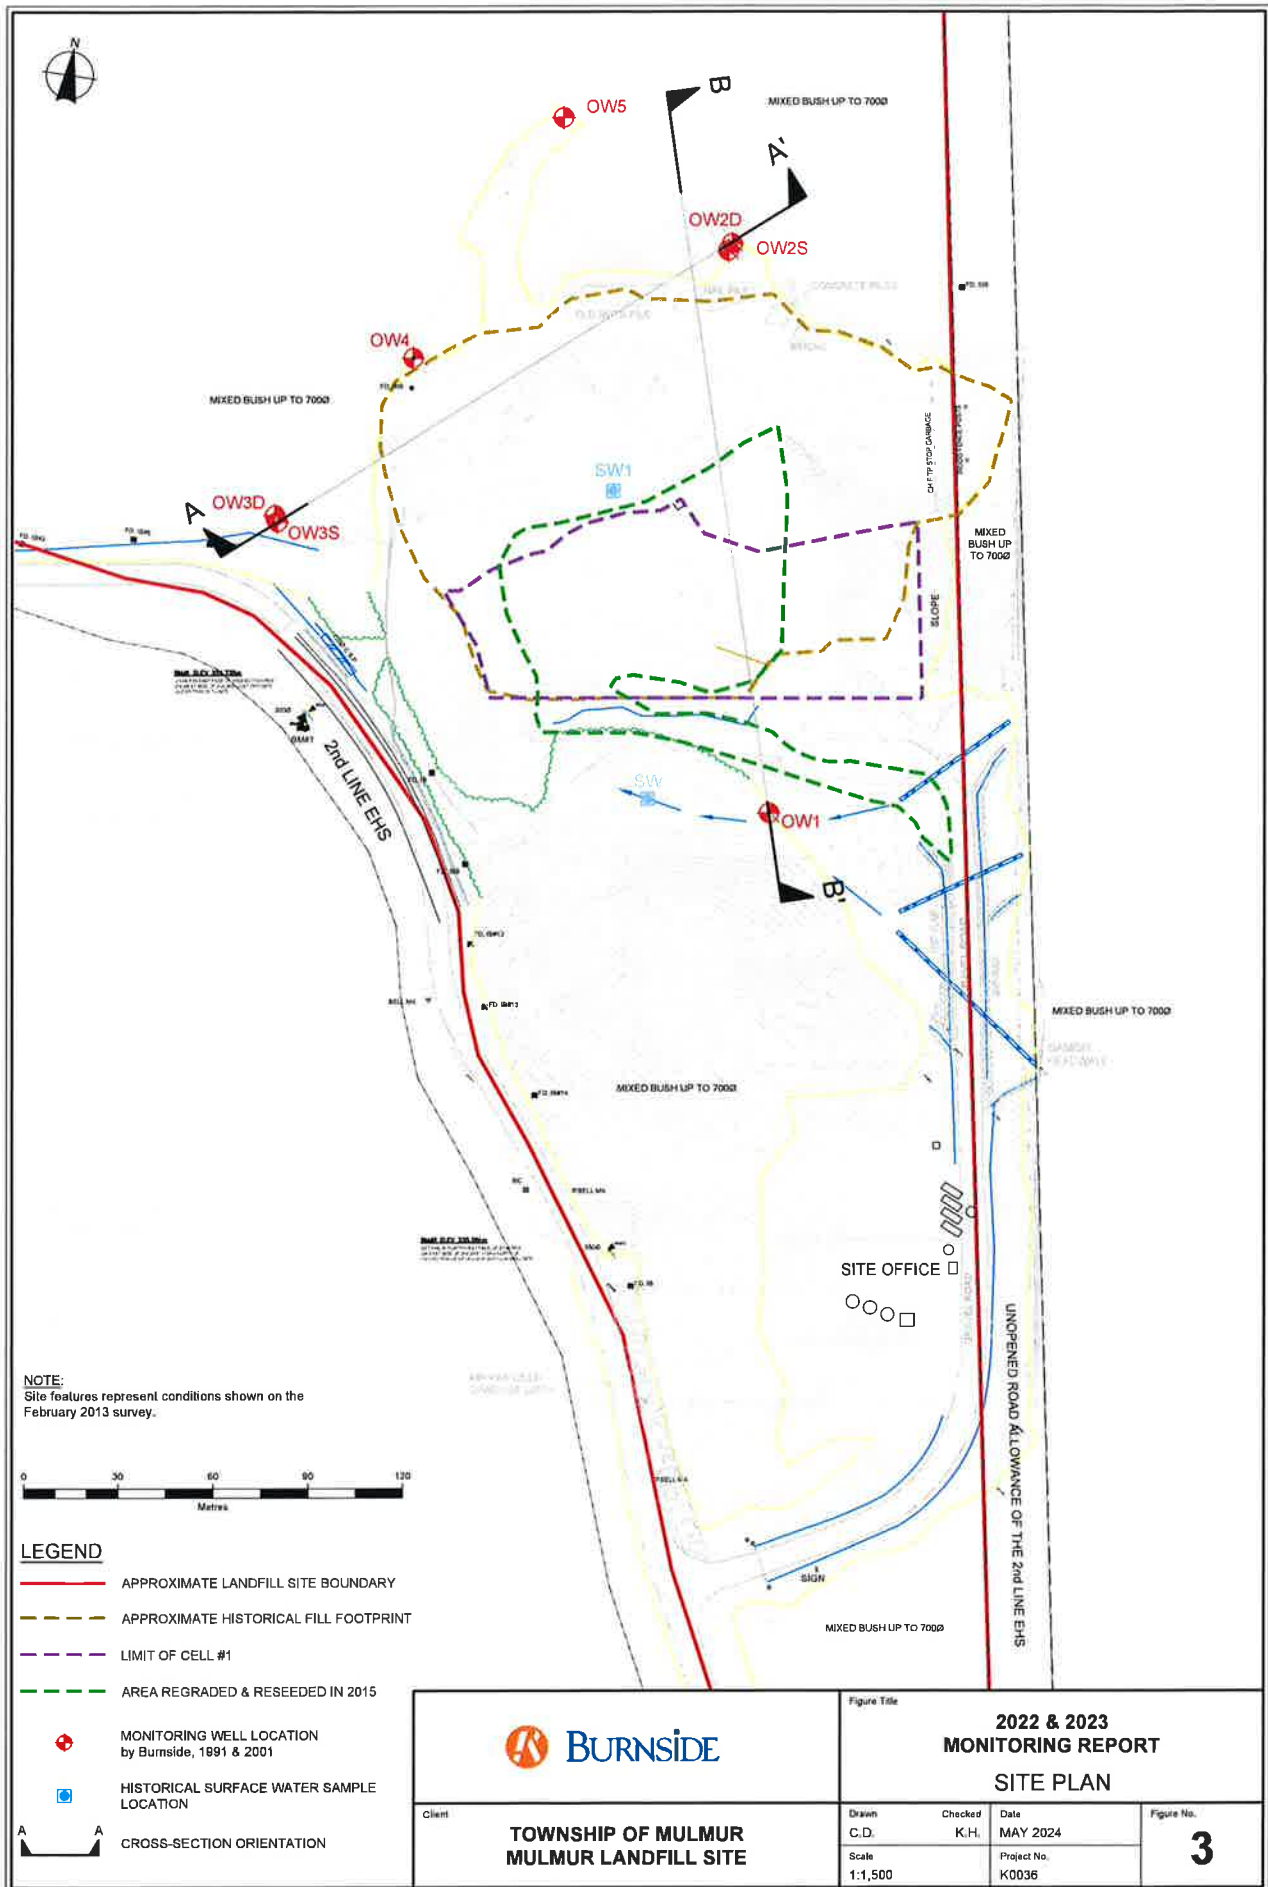 N
OW5
B
MIXED BUSH UP TO 700Ø
A'
OW2D
OW2S
CONCRETE PILES
OW4
MIXED BUSH UP TO 700Ø
SW1
OW3D
OW3S
A
MIXED
BUSH UP
TO 700Ø
SLOPE
2nd LINE EHS
SW
OW1
B'
MIXED BUSH UP TO 700Ø
MIXED BUSH UP TO 700Ø
SITE OFFICE
UNOPENED ROAD ALLOWANCE OF THE 2nd LINE EHS
SIGN
MIXED BUSH UP TO 700Ø
NOTE:
Site features represent conditions shown on the
February 2013 survey.
0 30 60 90 120
Metres
LEGEND
APPROXIMATE LANDFILL SITE BOUNDARY
APPROXIMATE HISTORICAL FILL FOOTPRINT
LIMIT OF CELL #1
AREA REGRADED & RESEEDED IN 2015
MONITORING WELL LOCATION
by Burnside, 1991 & 2001
HISTORICAL SURFACE WATER SAMPLE
LOCATION
A A
CROSS-SECTION ORIENTATION
BURNSIDE
Figure Title
2022 & 2023
MONITORING REPORT
SITE PLAN
Client
TOWNSHIP OF MULMUR
MULMUR LANDFILL SITE
Drawn Checked Date Figure No.
C.D. K.H. MAY 2024
3
Scale Project No.
1:1,500 K0036